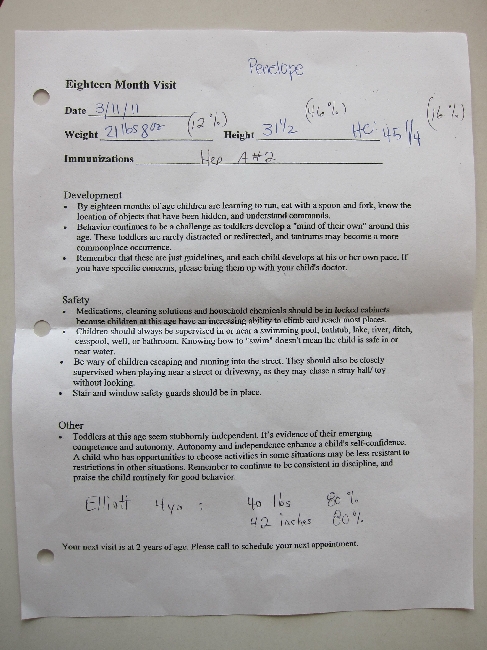 Penelope
Eighteen Month Visit
Date 3/11/11
Weight 21 lbs 8 oz (12%) Height 31 1/2 (16%) HC: 45 1/4 (16%)
Immunizations Hep A #2
Development
• By eighteen months of age children are learning to run, eat with a spoon and fork, know the
location of objects that have been hidden, and understand commands.
• Behavior continues to be a challenge as toddlers develop a "mind of their own" around this
age. These toddlers are rarely distracted or redirected, and tantrums may become a more
commonplace occurrence.
• Remember that these are just guidelines, and each child develops at his or her own pace. If
you have specific concerns, please bring them up with your child's doctor.
Safety
• Medications, cleaning solutions and household chemicals should be in locked cabinets
because children at this age have an increasing ability to climb and reach most places.
• Children should always be supervised in or near a swimming pool, bathtub, lake, river, ditch,
cesspool, well, or bathroom. Knowing how to "swim" doesn't mean the child is safe in or
near water.
• Be wary of children escaping and running into the street. They should also be closely
supervised when playing near a street or driveway, as they may chase a stray ball/toy
without looking.
• Stair and window safety guards should be in place.
Other
• Toddlers at this age seem stubbornly independent. It's evidence of their emerging
competence and autonomy. Autonomy and independence enhance a child's self-confidence.
A child who has opportunities to choose activities in some situations may be less resistant to
restrictions in other situations. Remember to continue to be consistent in discipline, and
praise the child routinely for good behavior
Elliott 4yo : 40 lbs 80%
42 inches 80%
Your next visit is at 2 years of age. Please call to schedule your next appointment.